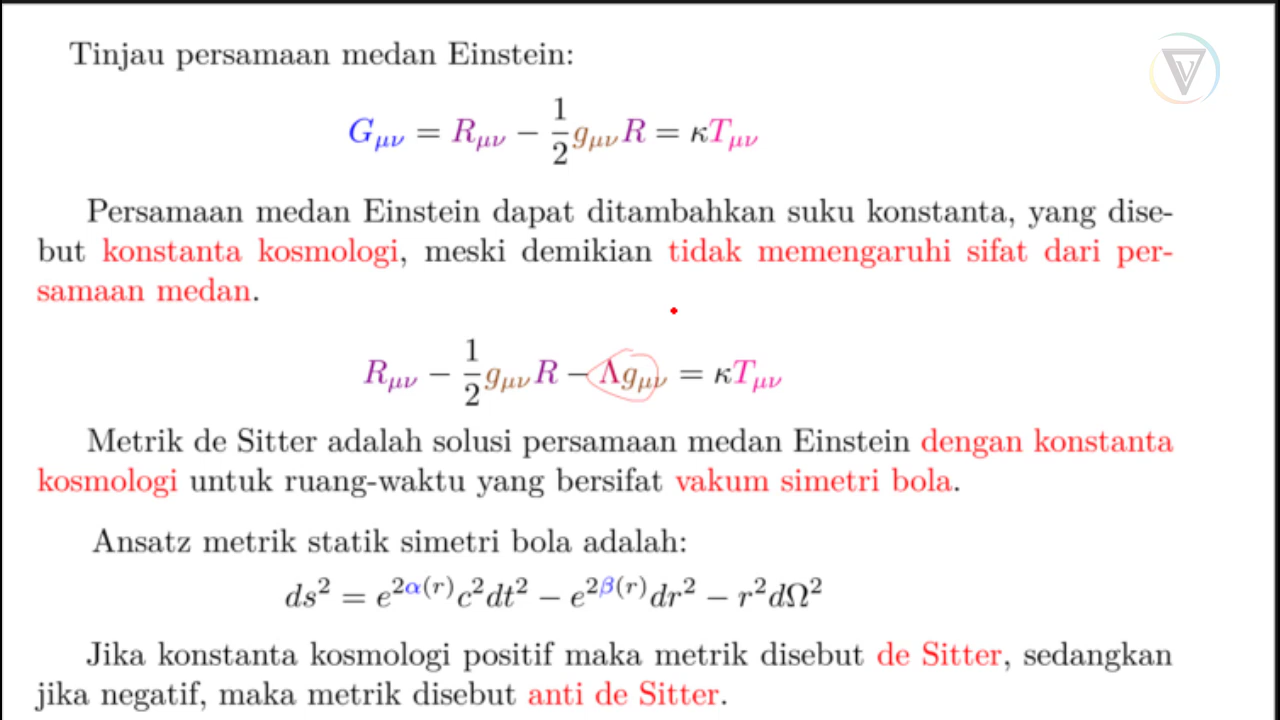 Tinjau persamaan medan Einstein:
G_{μν} = R_{μν} − \frac{1}{2} g_{μν} R = κT_{μν}
Persamaan medan Einstein dapat ditambahkan suku konstanta, yang dise-
but konstanta kosmologi, meski demikian tidak memengaruhi sifat dari per-
samaan medan.
R_{μν} − \frac{1}{2} g_{μν} R − Λg_{μν} = κT_{μν}
Metrik de Sitter adalah solusi persamaan medan Einstein dengan konstanta
kosmologi untuk ruang-waktu yang bersifat vakum simetri bola.
Ansatz metrik statik simetri bola adalah:
ds² = e^{2α(r)}c²dt² − e^{2β(r)}dr² − r²dΩ²
Jika konstanta kosmologi positif maka metrik disebut de Sitter, sedangkan
jika negatif, maka metrik disebut anti de Sitter.